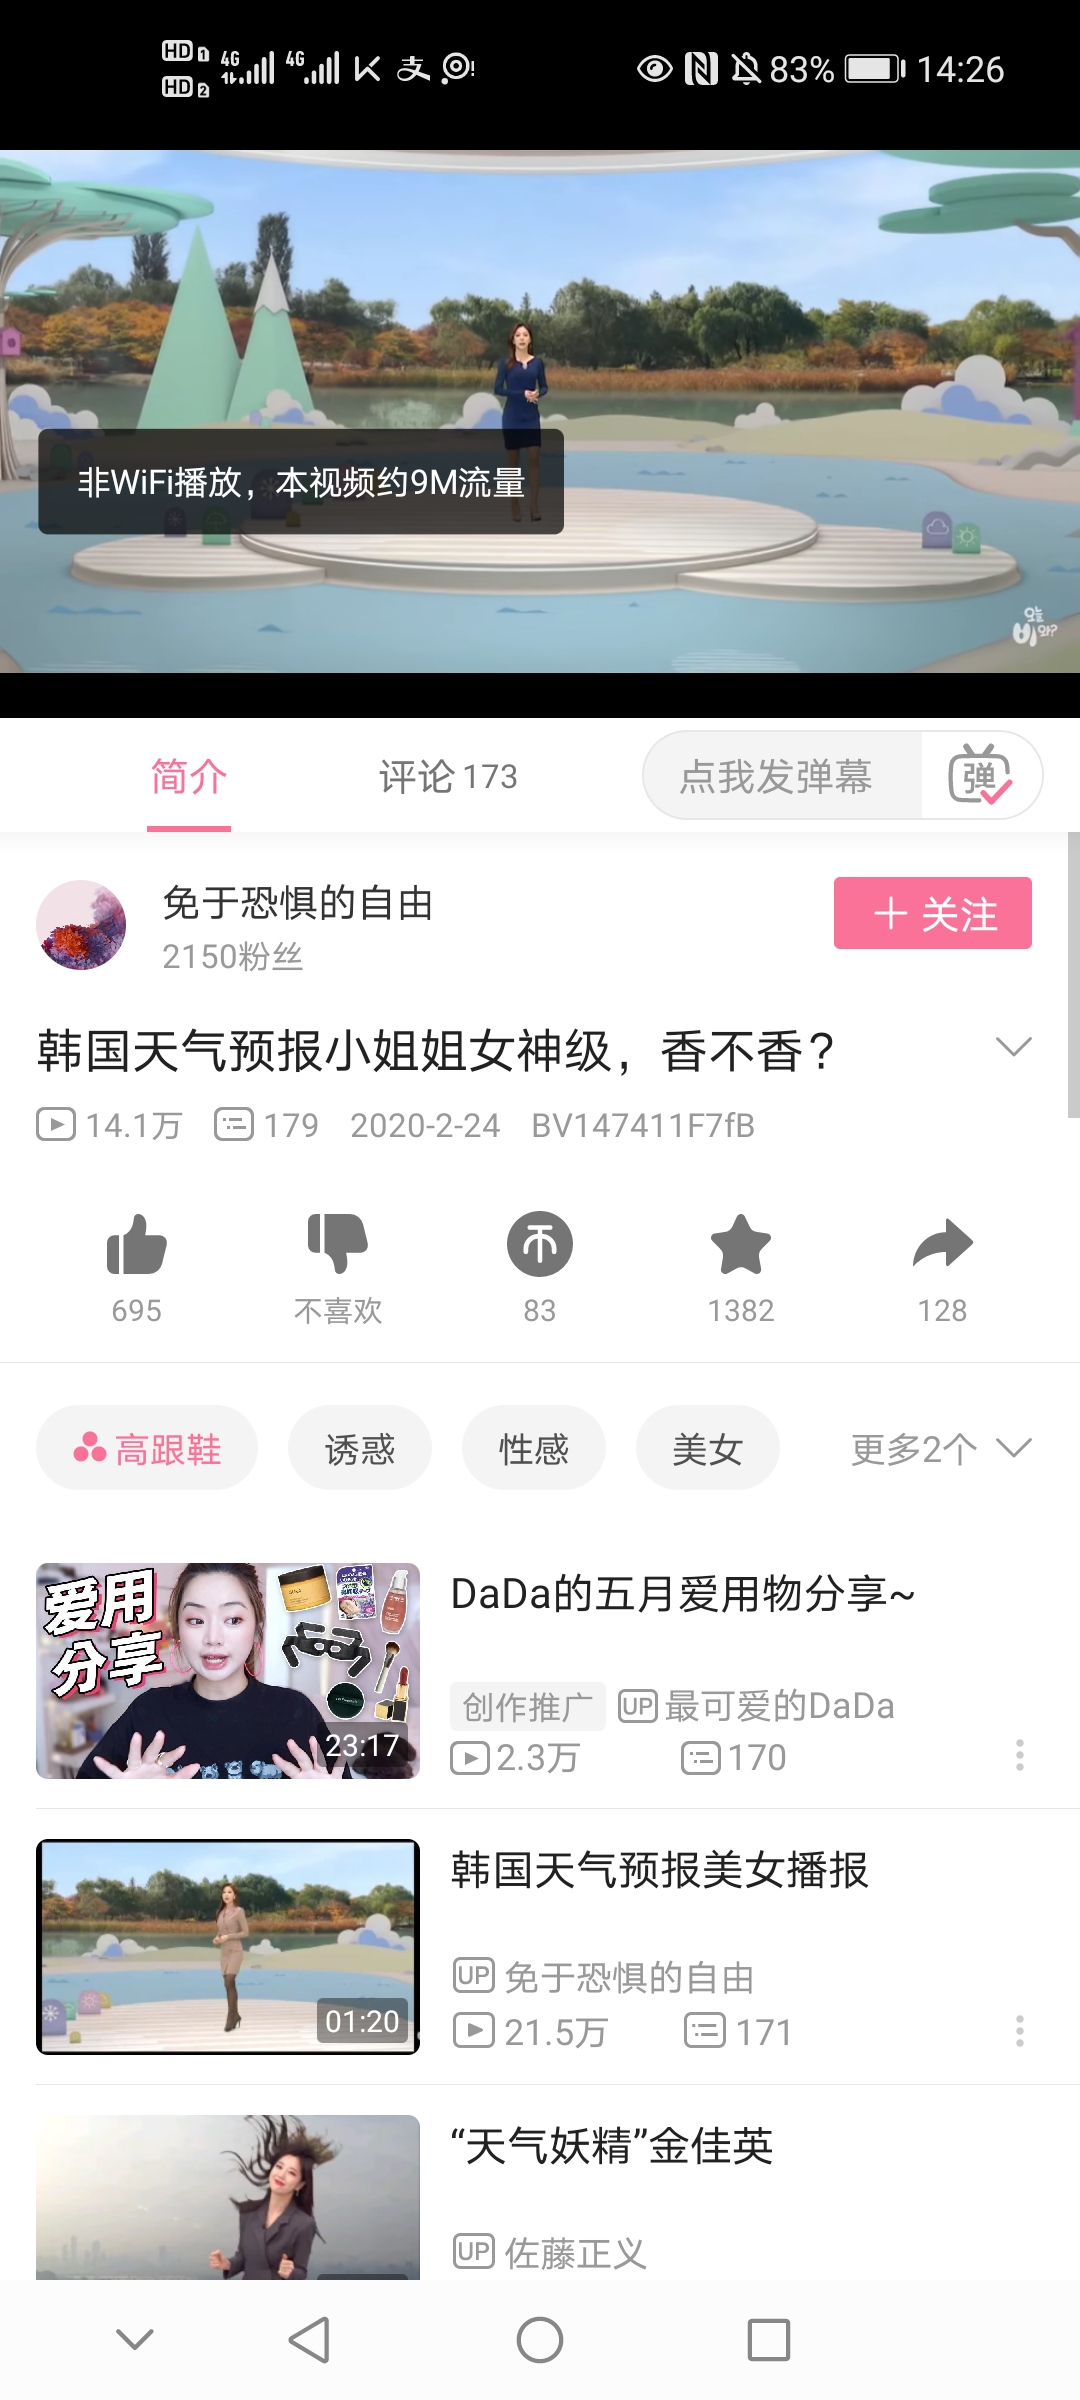 HD 1 4G 4G 83% 14:26
HD 2
非WiFi播放，本视频约9M流量
오늘
비 와?
简介 评论 173 点我发弹幕 弹
免于恐惧的自由
2150粉丝
＋ 关注
韩国天气预报小姐姐女神级，香不香？
14.1万 179 2020-2-24 BV147411F7fB
695 不喜欢 83 1382 128
高跟鞋 诱惑 性感 美女 更多2个
爱用
分享
23:17
DaDa的五月爱用物分享~
创作推广 UP 最可爱的DaDa
2.3万 170
01:20
韩国天气预报美女播报
UP 免于恐惧的自由
21.5万 171
“天气妖精”金佳英
UP 佐藤正义